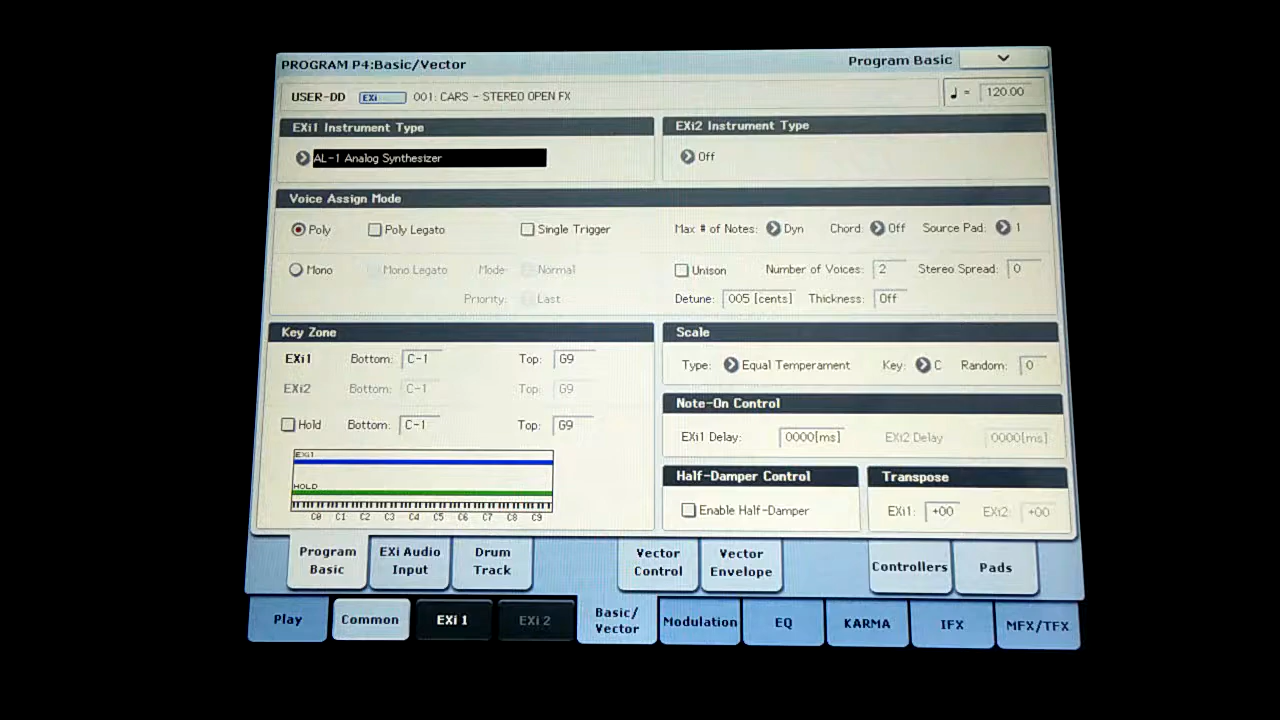 PROGRAM P4:Basic/Vector Program Basic
USER-DD EXi 001: CARS - STEREO OPEN FX ♩ = 120.00
EXi1 Instrument Type EXi2 Instrument Type
AL-1 Analog Synthesizer Off
Voice Assign Mode
Poly Poly Legato Single Trigger Max # of Notes: Dyn Chord: Off Source Pad: 1
Mono Mono Legato Mode: Normal Unison Number of Voices: 2 Stereo Spread: 0
Priority: Last Detune: 005 [cents] Thickness: Off
Key Zone Scale
EXi1 Bottom: C-1 Top: G9 Type: Equal Temperament Key: C Random: 0
EXi2 Bottom: C-1 Top: G9
Note-On Control
Hold Bottom: C-1 Top: G9
EXi1 Delay: 0000[ms] EXi2 Delay 0000[ms]
EXi1
Half-Damper Control Transpose
HOLD
Enable Half-Damper EXi1: +00 EXi2: +00
C0 C1 C2 C3 C4 C5 C6 C7 C8 C9
Program Basic EXi Audio Input Drum Track Vector Control Vector Envelope Controllers Pads
Play Common EXi 1 EXi 2 Basic/ Vector Modulation EQ KARMA IFX MFX/TFX